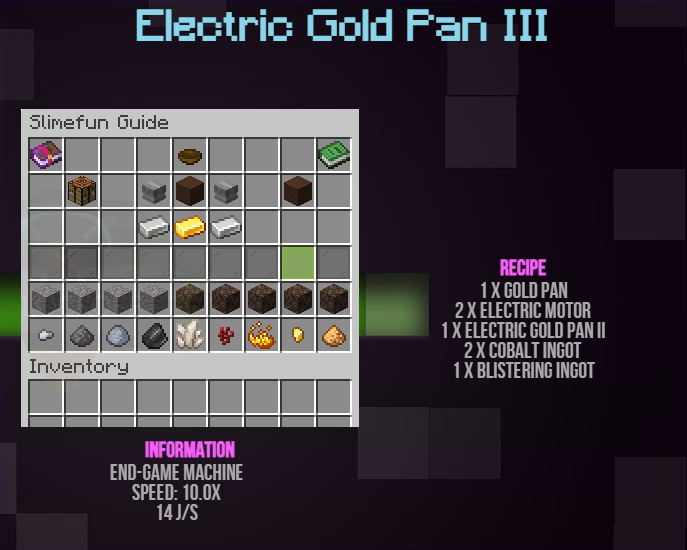 Electric Gold Pan III
Slimefun Guide
Inventory
RECIPE
1 X GOLD PAN
2 X ELECTRIC MOTOR
1 X ELECTRIC GOLD PAN II
2 X COBALT INGOT
1 X BLISTERING INGOT
INFORMATION
END-GAME MACHINE
SPEED: 10.0X
14 J/S